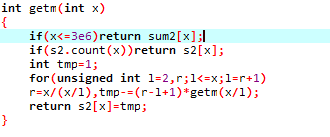 int getm(int x)
{
if(x<=3e6)return sum2[x];
if(s2.count(x))return s2[x];
int tmp=1;
for(unsigned int l=2,r;l<=x;l=r+1)
r=x/(x/l),tmp-=(r-l+1)*getm(x/l);
return s2[x]=tmp;
}